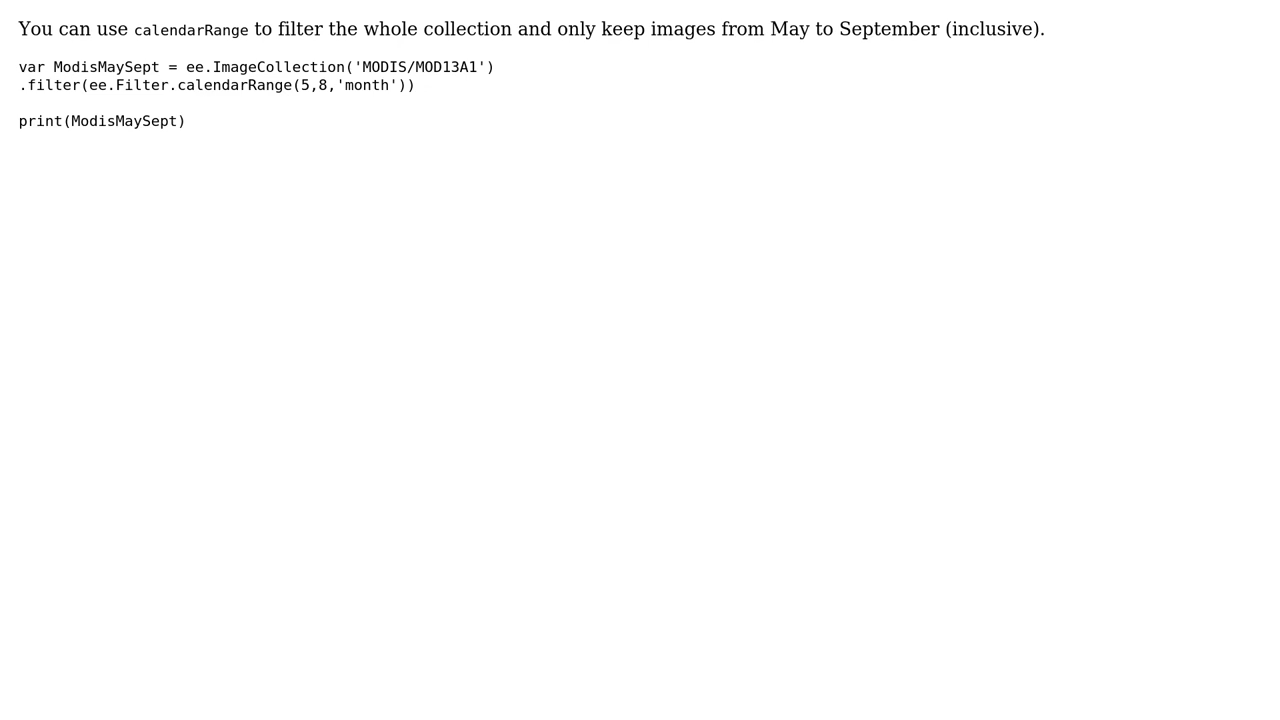 You can use calendarRange to filter the whole collection and only keep images from May to September (inclusive).
var ModisMaySept = ee.ImageCollection('MODIS/MOD13A1')
.filter(ee.Filter.calendarRange(5,8,'month'))
print(ModisMaySept)